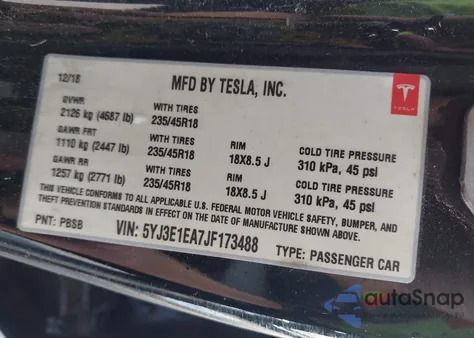 12/18
MFD BY TESLA, INC.
TESLA
GVWR
2126 kg (4687 lb)
WITH TIRES
235/45R18
GAWR FRT
1110 kg (2447 lb)
WITH TIRES
235/45R18
RIM
18X8.5 J
COLD TIRE PRESSURE
310 kPa, 45 psi
GAWR RR
1257 kg (2771 lb)
WITH TIRES
235/45R18
RIM
18X8.5 J
COLD TIRE PRESSURE
310 kPa, 45 psi
THIS VEHICLE CONFORMS TO ALL APPLICABLE U.S. FEDERAL MOTOR VEHICLE SAFETY, BUMPER, AND
THEFT PREVENTION STANDARDS IN EFFECT ON THE DATE OF MANUFACTURE SHOWN ABOVE.
PNT: PBSB
VIN: 5YJ3E1EA7JF173488
TYPE: PASSENGER CAR
autoSnap